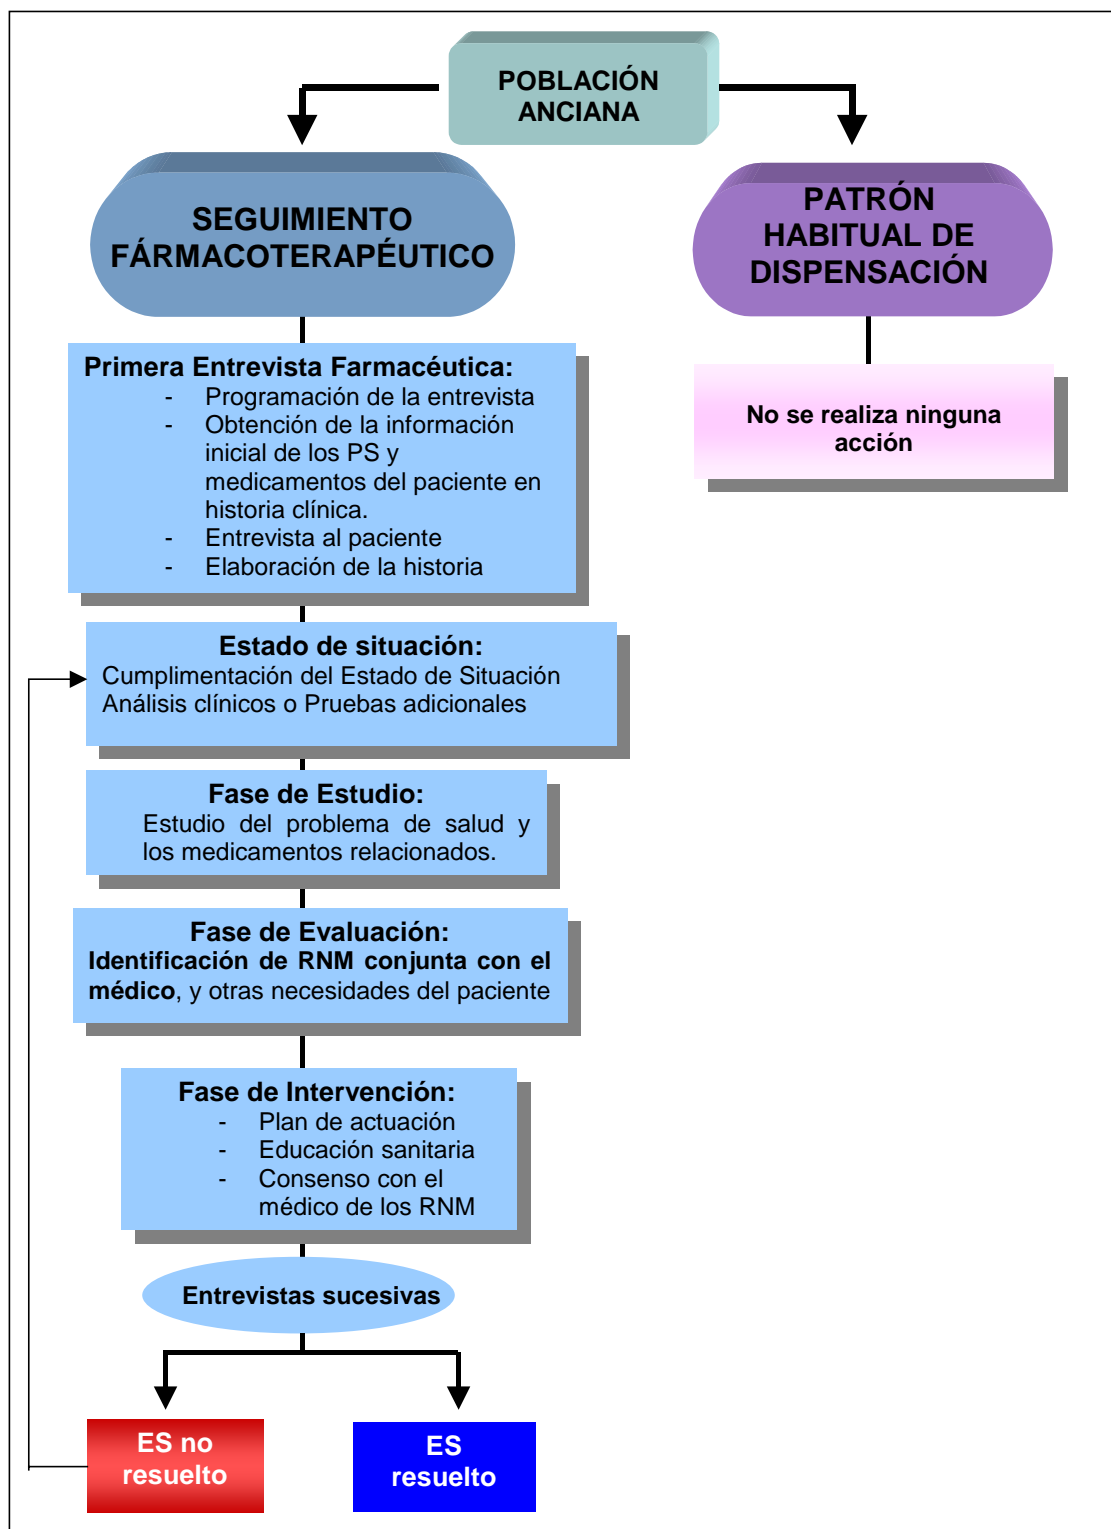 POBLACIÓN
ANCIANA
SEGUIMIENTO
FÁRMACOTERAPÉUTICO
PATRÓN
HABITUAL DE
DISPENSACIÓN
Primera Entrevista Farmacéutica:
- Programación de la entrevista
- Obtención de la información
inicial de los PS y
medicamentos del paciente en
historia clínica.
- Entrevista al paciente
- Elaboración de la historia
No se realiza ninguna
acción
Estado de situación:
Cumplimentación del Estado de Situación
Análisis clínicos o Pruebas adicionales
Fase de Estudio:
Estudio del problema de salud y
los medicamentos relacionados.
Fase de Evaluación:
Identificación de RNM conjunta con el
médico, y otras necesidades del paciente
Fase de Intervención:
- Plan de actuación
- Educación sanitaria
- Consenso con el
médico de los RNM
Entrevistas sucesivas
ES no
resuelto
ES
resuelto